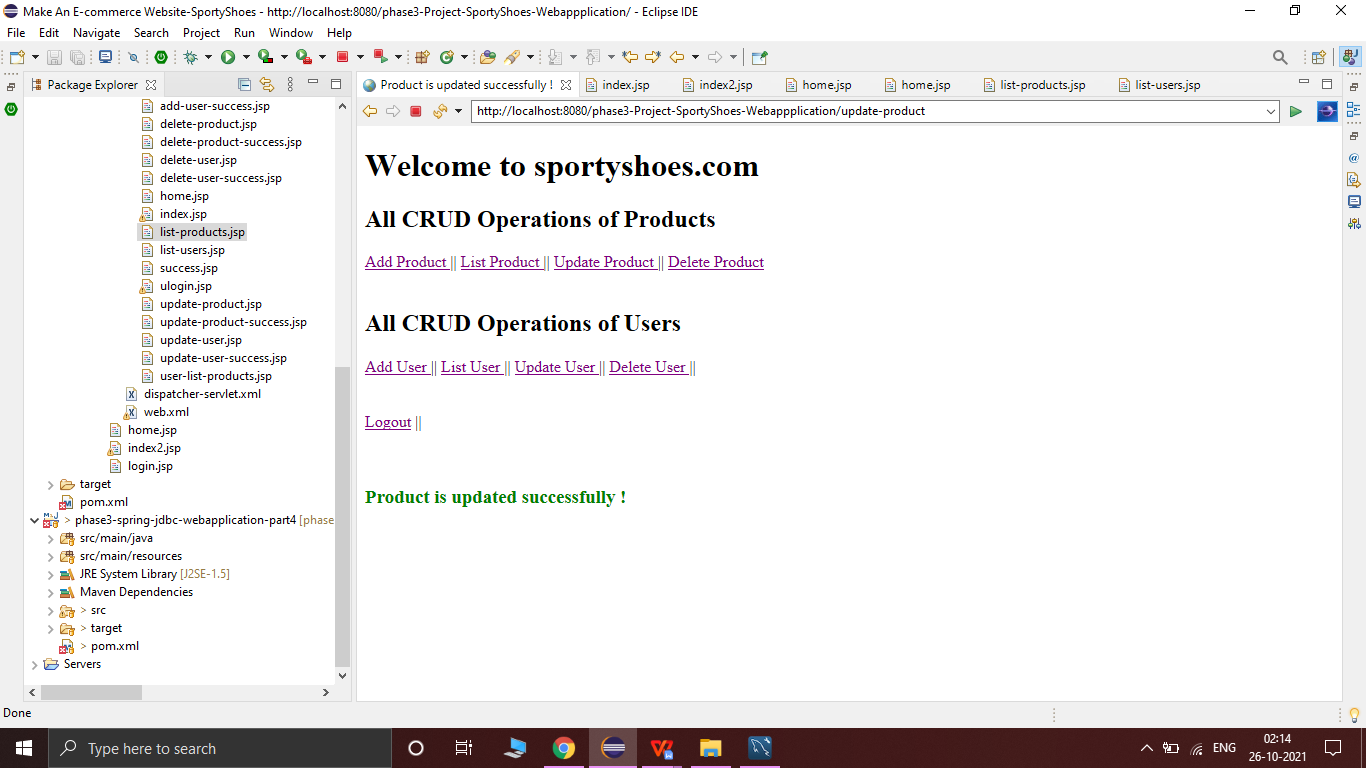 Make An E-commerce Website-SportyShoes - http://localhost:8080/phase3-Project-SportyShoes-Webappplication/ - Eclipse IDE
File Edit Navigate Search Project Run Window Help
Package Explorer
Product is updated successfully ! index.jsp index2.jsp home.jsp home.jsp list-products.jsp list-users.jsp
http://localhost:8080/phase3-Project-SportyShoes-Webappplication/update-product
add-user-success.jsp
delete-product.jsp
delete-product-success.jsp
delete-user.jsp
delete-user-success.jsp
home.jsp
index.jsp
list-products.jsp
list-users.jsp
success.jsp
ulogin.jsp
update-product.jsp
update-product-success.jsp
update-user.jsp
update-user-success.jsp
user-list-products.jsp
dispatcher-servlet.xml
web.xml
home.jsp
index2.jsp
login.jsp
target
pom.xml
> phase3-spring-jdbc-webapplication-part4 [phase
src/main/java
src/main/resources
JRE System Library [J2SE-1.5]
Maven Dependencies
> src
> target
> pom.xml
Servers
Welcome to sportyshoes.com
All CRUD Operations of Products
Add Product || List Product || Update Product || Delete Product
All CRUD Operations of Users
Add User || List User || Update User || Delete User ||
Logout ||
Product is updated successfully !
Done
Type here to search
ENG
02:14
26-10-2021